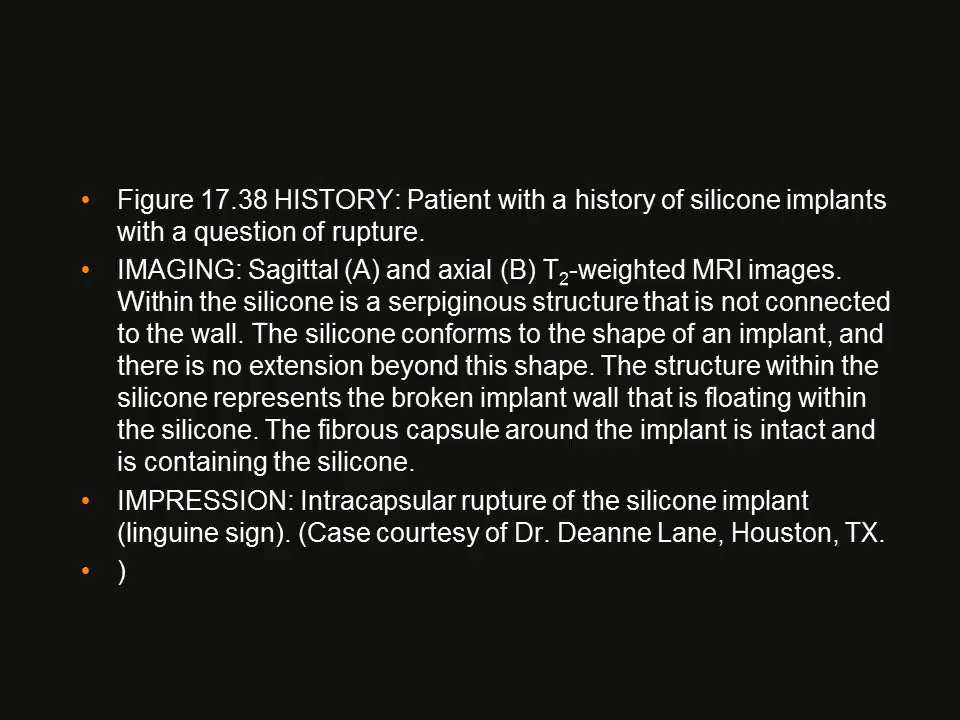 • Figure 17.38 HISTORY: Patient with a history of silicone implants
with a question of rupture.
• IMAGING: Sagittal (A) and axial (B) T₂-weighted MRI images.
Within the silicone is a serpiginous structure that is not connected
to the wall. The silicone conforms to the shape of an implant, and
there is no extension beyond this shape. The structure within the
silicone represents the broken implant wall that is floating within
the silicone. The fibrous capsule around the implant is intact and
is containing the silicone.
• IMPRESSION: Intracapsular rupture of the silicone implant
(linguine sign). (Case courtesy of Dr. Deanne Lane, Houston, TX.
• )